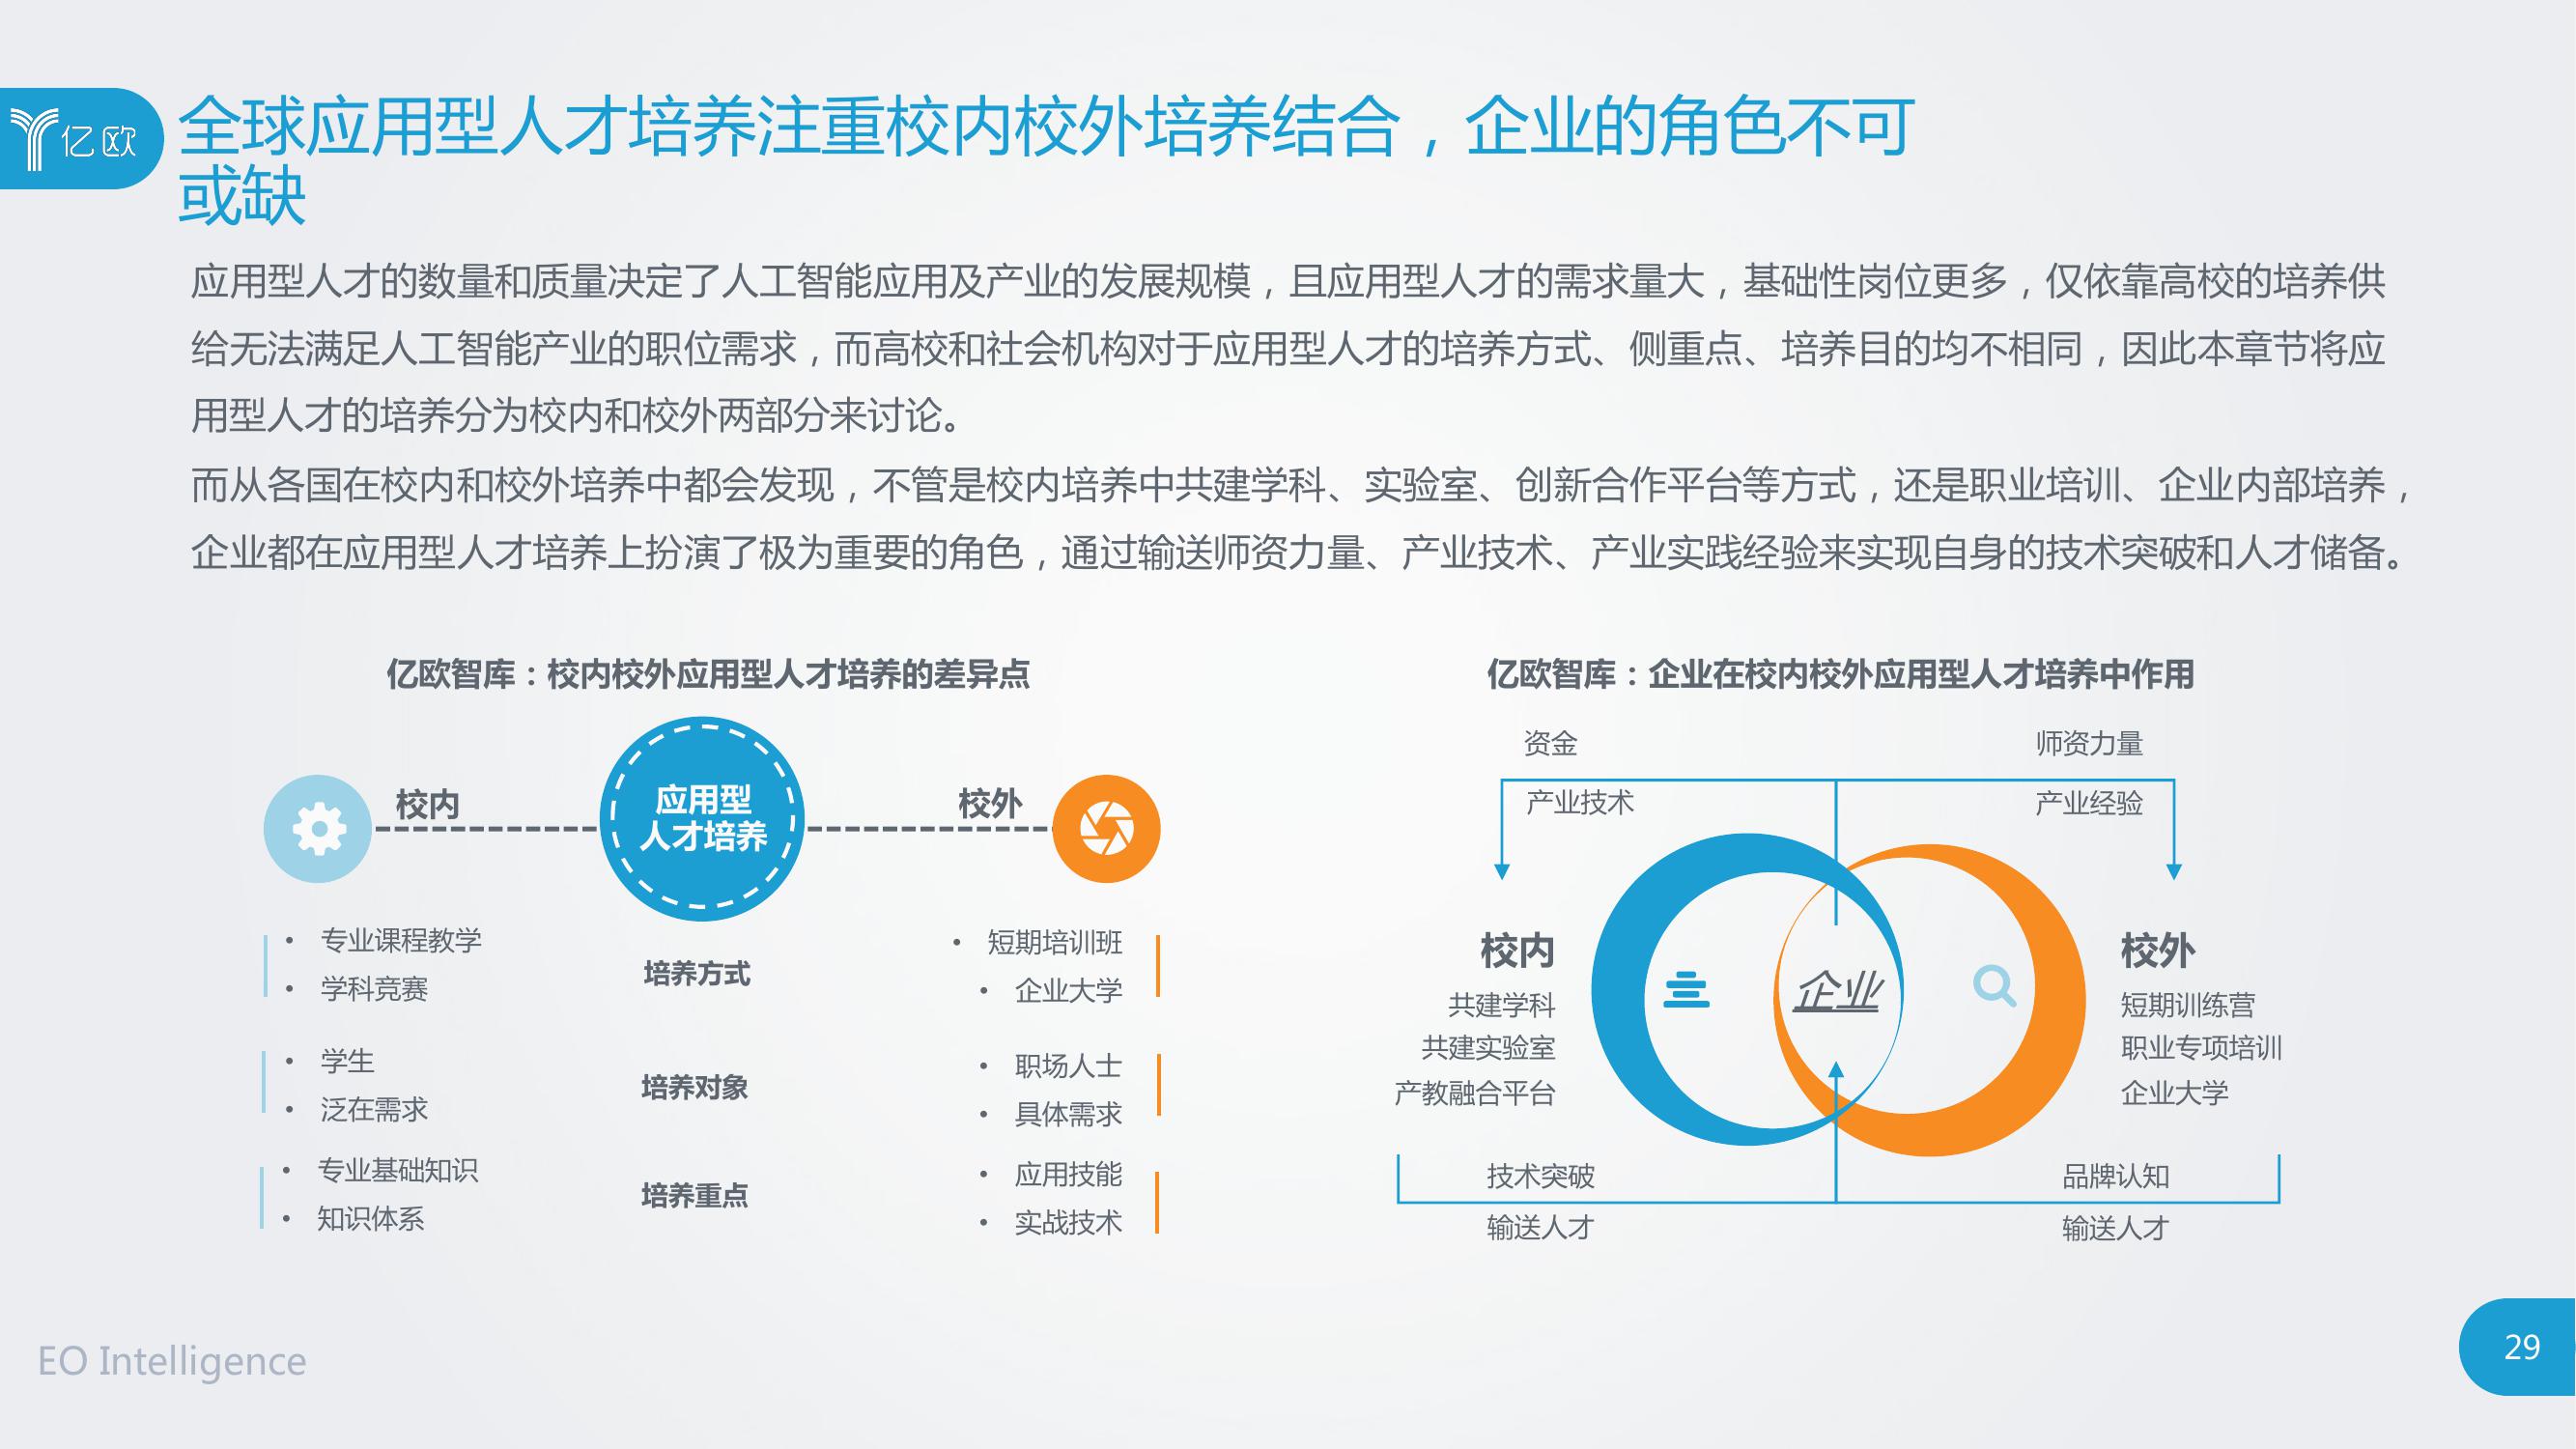 亿欧
全球应用型人才培养注重校内校外培养结合，企业的角色不可
或缺
应用型人才的数量和质量决定了人工智能应用及产业的发展规模，且应用型人才的需求量大，基础性岗位更多，仅依靠高校的培养供
给无法满足人工智能产业的职位需求，而高校和社会机构对于应用型人才的培养方式、侧重点、培养目的均不相同，因此本章节将应
用型人才的培养分为校内和校外两部分来讨论。
而从各国在校内和校外培养中都会发现，不管是校内培养中共建学科、实验室、创新合作平台等方式，还是职业培训、企业内部培养，
企业都在应用型人才培养上扮演了极为重要的角色，通过输送师资力量、产业技术、产业实践经验来实现自身的技术突破和人才储备。
亿欧智库：校内校外应用型人才培养的差异点
校内
应用型
人才培养
校外
• 专业课程教学
• 学科竞赛
培养方式
• 短期培训班
• 企业大学
• 学生
• 泛在需求
培养对象
• 职场人士
• 具体需求
• 专业基础知识
• 知识体系
培养重点
• 应用技能
• 实战技术
亿欧智库：企业在校内校外应用型人才培养中作用
资金
师资力量
产业技术
产业经验
校内
共建学科
共建实验室
产教融合平台
企业
校外
短期训练营
职业专项培训
企业大学
技术突破
品牌认知
输送人才
输送人才
EO Intelligence
29